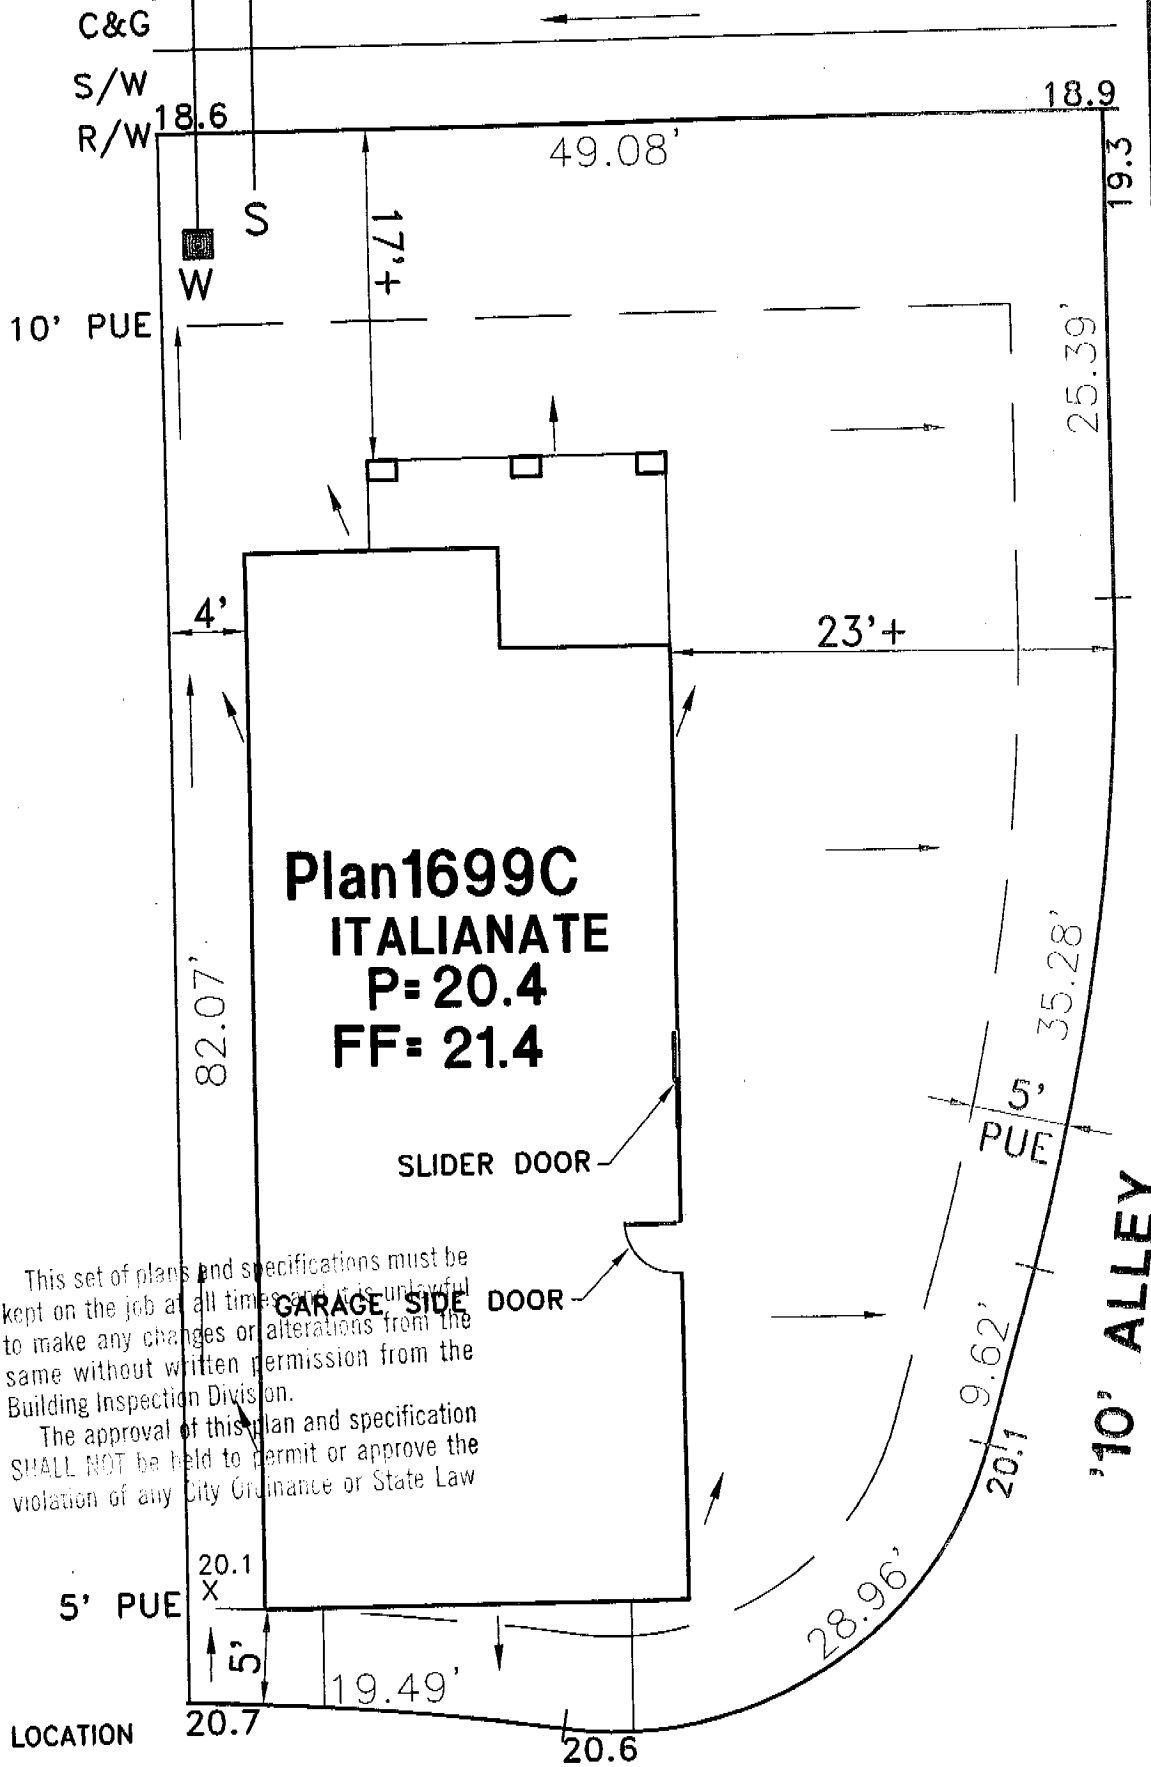 C&G
S/W
18.9
18.6
R/W
49.08'
19.3
17'+
S
W
10' PUE
25.39'
4'
23'+
Plan1699C
ITALIANATE
P=20.4
FF= 21.4
82.07'
35.28'
5'
PUE
SLIDER DOOR
'10' ALLEY
This set of plans and specifications must be
kept on the job at all times and it is unlawful
GARAGE SIDE DOOR
to make any changes or alterations from the
same without written permission from the
Building Inspection Division.
The approval of this plan and specification
SHALL NOT be held to permit or approve the
violation of any City Ordinance or State Law
9.62'
20.1
20.1
X
5' PUE
28.96'
5'
19.49'
20.7
LOCATION
20.6